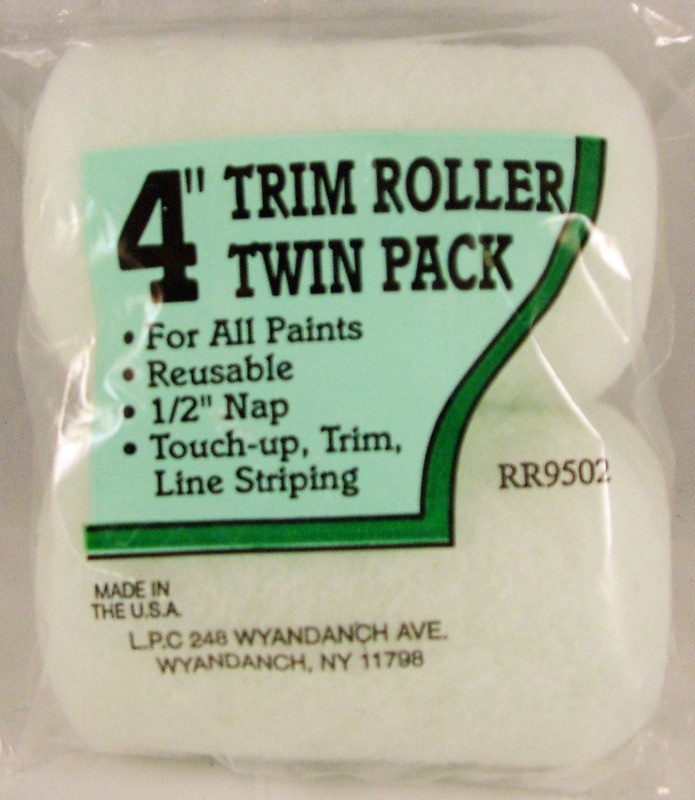 4" TRIM ROLLER
TWIN PACK
• For All Paints
• Reusable
• 1/2" Nap
• Touch-up, Trim,
Line Striping
RR9502
MADE IN
THE U.S.A.
L.P.C 248 WYANDANCH AVE.
WYANDANCH, NY 11798